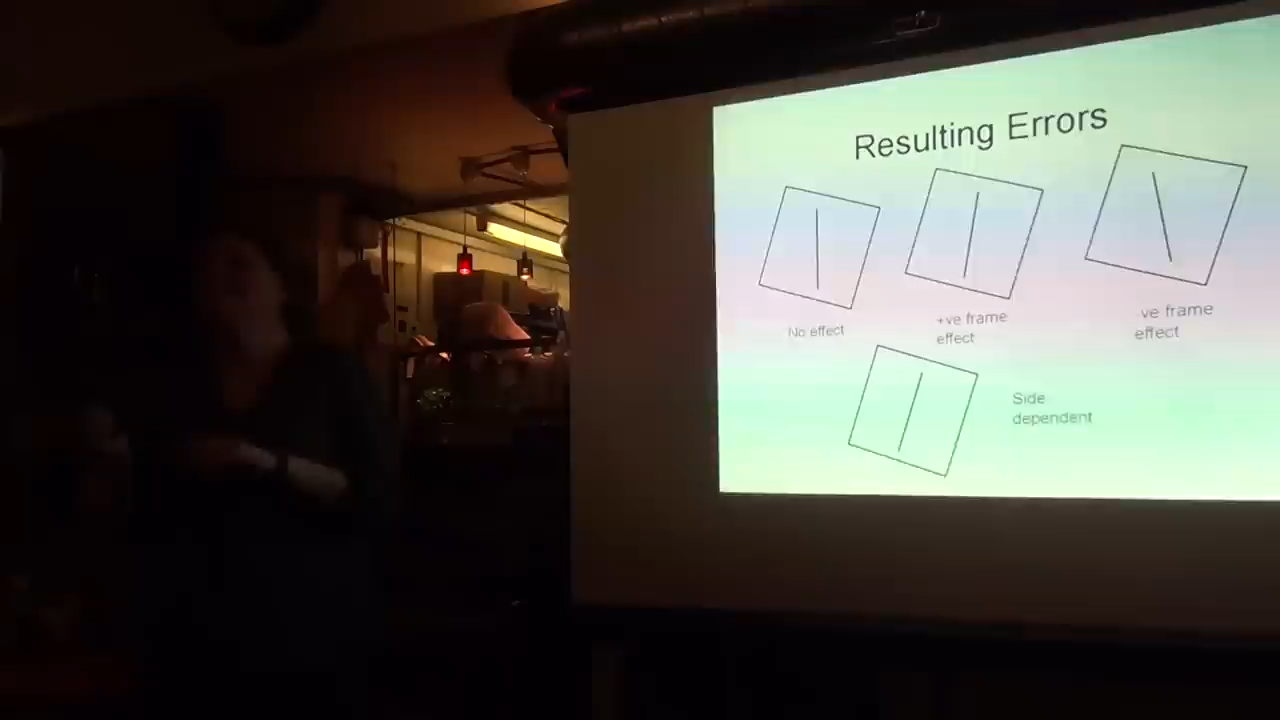 Resulting Errors
No effect
+ve frame
effect
-ve frame
effect
Side
dependent